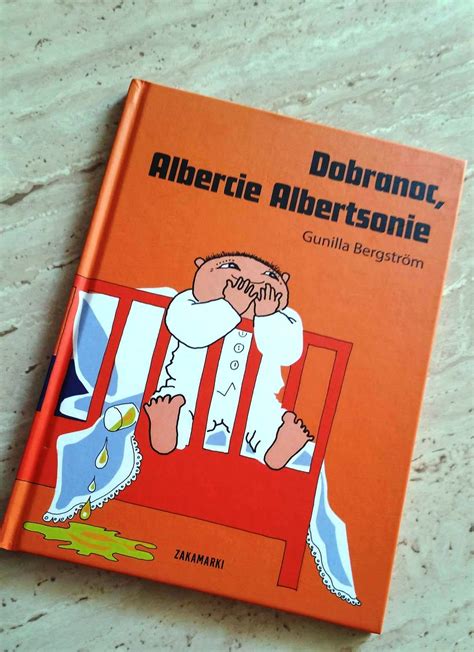 Dobranoc,
Albercie Albertsonie
Gunilla Bergström
ZAKAMARKI